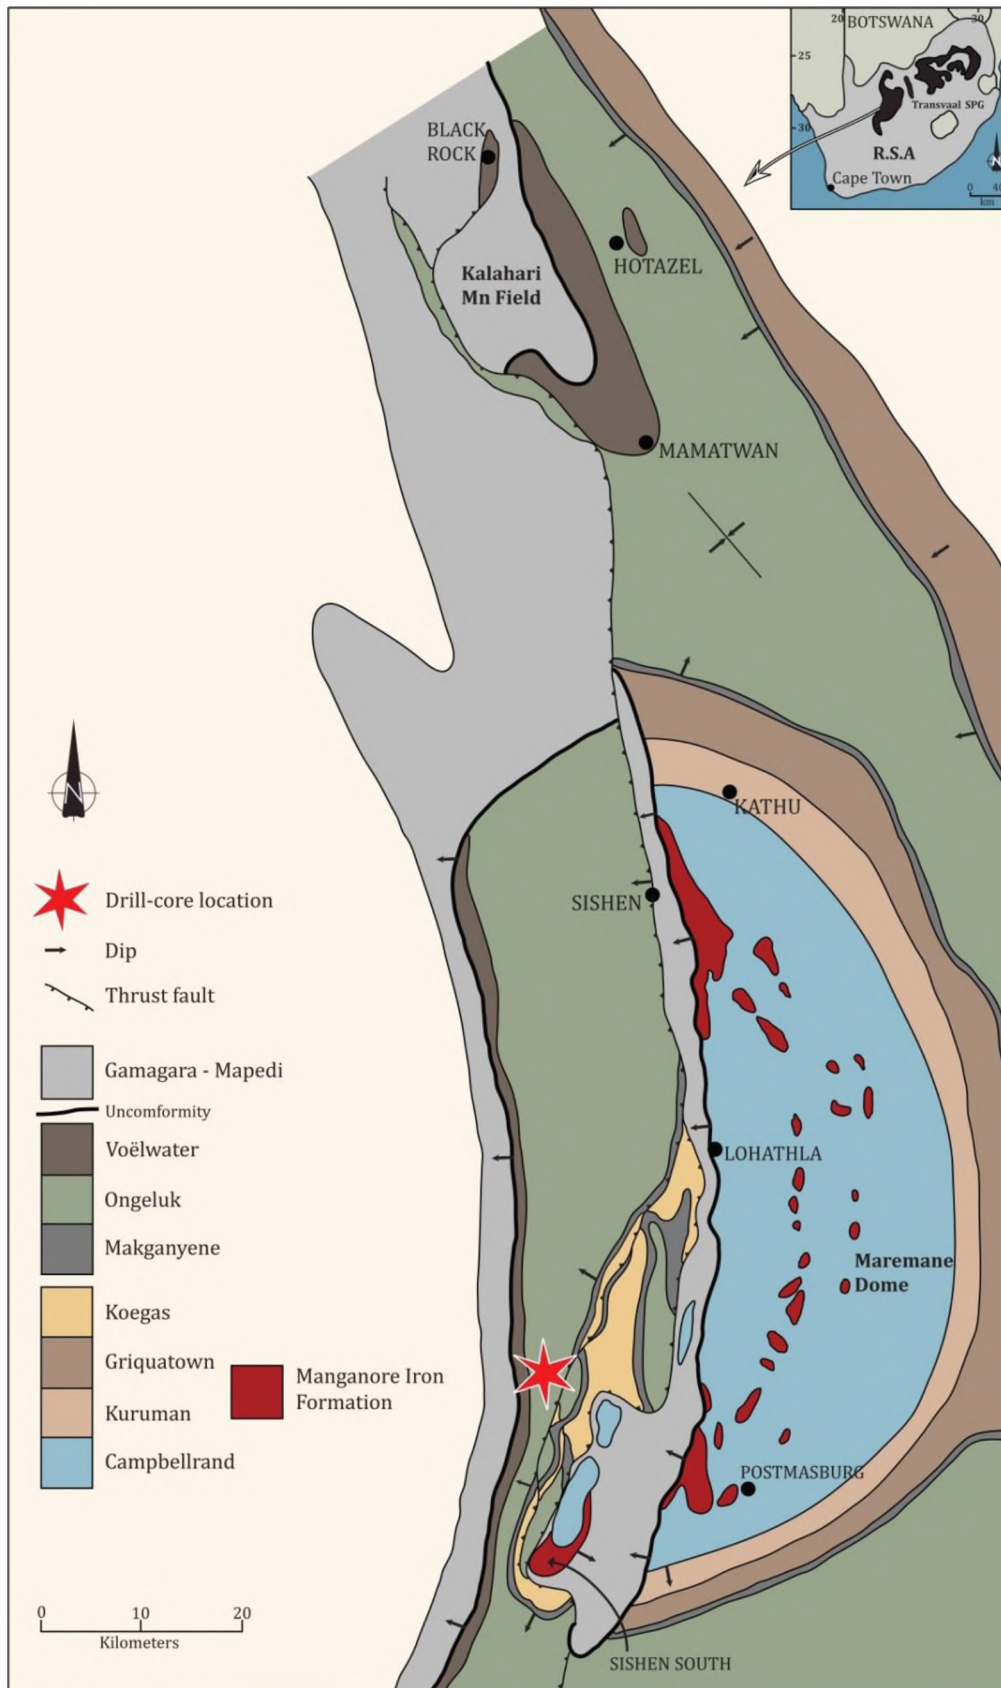 20
30
BOTSWANA
25
Transvaal SPG
30
R.S.A
N
Cape Town
0
km
BLACK
ROCK
HOTAZEL
Kalahari
Mn Field
MAMATWAN
KATHU
SISHEN
N
Drill-core location
Dip
Thrust fault
Gamagara - Mapedi
Uncomformity
Voëlwater
Ongeluk
Makganyene
Koegas
Griquatown
Kuruman
Campbellrand
Manganore Iron
Formation
LOHATHLA
Maremane
Dome
POSTMASBURG
0 10 20
Kilometers
SISHEN SOUTH